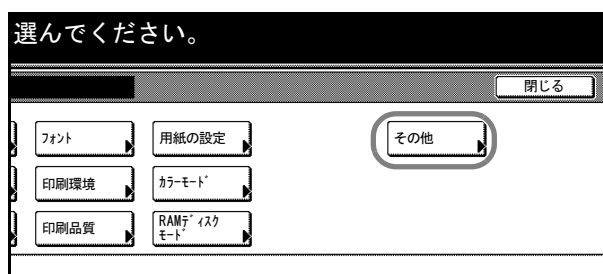 選んでください。
閉じる
ﾌｫﾝﾄ
用紙の設定
その他
印刷環境
ｶﾗｰﾓｰﾄﾞ
印刷品質
RAMﾃﾞｨｽｸ
ﾓｰﾄﾞ